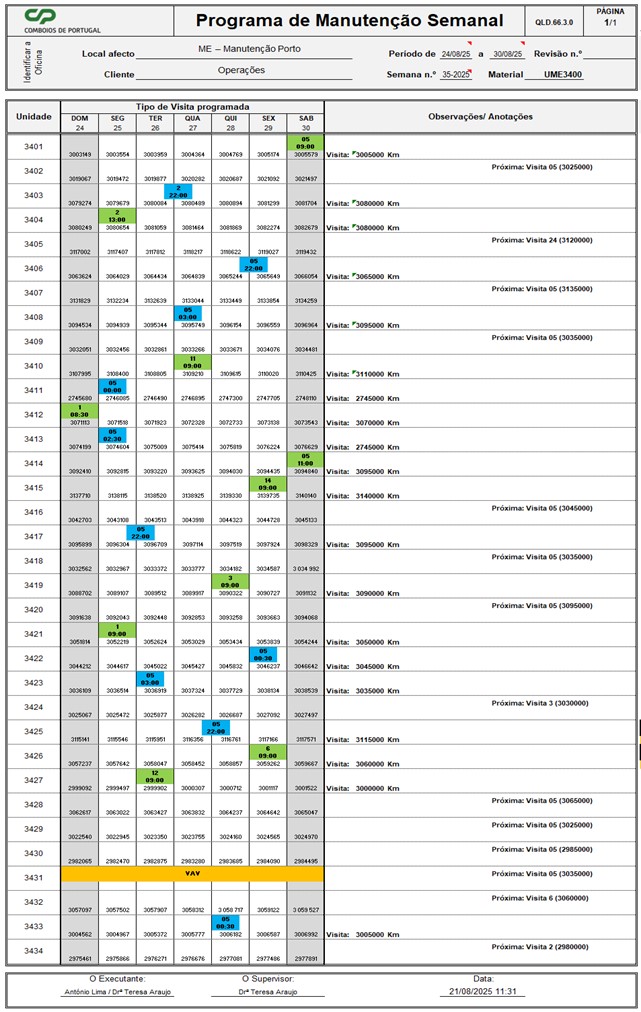 CP
COMBOIOS DE PORTUGAL
Programa de Manutenção Semanal
QLD.66.3.0
PÁGINA
1/1
Identificar a Oficina
Local afecto ME – Manutenção Porto Período de 24/08/25 a 30/08/25 Revisão n.º
Cliente Operações Semana n.º 35-2025 Material UME3400
Unidade Tipo de Visita programada Observações/ Anotações
DOM SEG TER QUA QUI SEX SAB
24 25 26 27 28 29 30
3401 05 09:00
3003149 3003554 3003959 3004364 3004769 3005174 3005579 Visita: 3005000 Km
3402 Próxima: Visita 05 (3025000)
3019067 3019472 3019877 3020282 3020687 3021092 3021497
3403 2 22:00
3079274 3079679 3080084 3080489 3080894 3081299 3081704 Visita: 3080000 Km
3404 2 13:00
3080249 3080654 3081059 3081464 3081869 3082274 3082679 Visita: 3080000 Km
3405 Próxima: Visita 24 (3120000)
3117002 3117407 3117812 3118217 3118622 3119027 3119432
3406 05 22:00
3063624 3064029 3064434 3064839 3065244 3065649 3066054 Visita: 3065000 Km
3407 Próxima: Visita 05 (3135000)
3131829 3132234 3132639 3133044 3133449 3133854 3134259
3408 05 03:00
3094534 3094939 3095344 3095749 3096154 3096559 3096964 Visita: 3095000 Km
3409 Próxima: Visita 05 (3035000)
3032051 3032456 3032861 3033266 3033671 3034076 3034481
3410 11 09:00
3107995 3108400 3108805 3109210 3109615 3110020 3110425 Visita: 3110000 Km
3411 05 00:00
2745680 2746085 2746490 2746895 2747300 2747705 2748110 Visita: 2745000 Km
3412 1 08:30
3071113 3071518 3071923 3072328 3072733 3073138 3073543 Visita: 3070000 Km
3413 05 02:30
3074199 3074604 3075009 3075414 3075819 3076224 3076629 Visita: 2745000 Km
3414 05 11:00
3092410 3092815 3093220 3093625 3094030 3094435 3094840 Visita: 3095000 Km
3415 14 09:00
3137710 3138115 3138520 3138925 3139330 3139735 3140140 Visita: 3140000 Km
3416 Próxima: Visita 05 (3045000)
3042703 3043108 3043513 3043918 3044323 3044728 3045133
3417 05 22:00
3095899 3096304 3096709 3097114 3097519 3097924 3098329 Visita: 3095000 Km
3418 Próxima: Visita 05 (3035000)
3032562 3032967 3033372 3033777 3034182 3034587 3 034 992
3419 3 09:00
3088702 3089107 3089512 3089917 3090322 3090727 3091132 Visita: 3090000 Km
3420 Próxima: Visita 05 (3095000)
3091638 3092043 3092448 3092853 3093258 3093663 3094068
3421 1 09:00
3051814 3052219 3052624 3053029 3053434 3053839 3054244 Visita: 3050000 Km
3422 05 00:30
3044212 3044617 3045022 3045427 3045832 3046237 3046642 Visita: 3045000 Km
3423 05 03:00
3036109 3036514 3036919 3037324 3037729 3038134 3038539 Visita: 3035000 Km
3424 Próxima: Visita 3 (3030000)
3025067 3025472 3025877 3026282 3026687 3027092 3027497
3425 05 22:00
3115141 3115546 3115951 3116356 3116761 3117166 3117571 Visita: 3115000 Km
3426 6 09:00
3057237 3057642 3058047 3058452 3058857 3059262 3059667 Visita: 3060000 Km
3427 12 09:00
2999092 2999497 2999902 3000307 3000712 3001117 3001522 Visita: 3000000 Km
3428 Próxima: Visita 05 (3065000)
3062617 3063022 3063427 3063832 3064237 3064642 3065047
3429 Próxima: Visita 05 (3025000)
3022540 3022945 3023350 3023755 3024160 3024565 3024970
3430 Próxima: Visita 05 (2985000)
2982065 2982470 2982875 2983280 2983685 2984090 2984495
3431 VAV Próxima: Visita 05 (3035000)
3432 Próxima: Visita 6 (3060000)
3057097 3057502 3057907 3058312 3 058 717 3059122 3 059 527
3433 05 00:30
3004562 3004967 3005372 3005777 3006182 3006587 3006992 Visita: 3005000 Km
3434 Próxima: Visita 2 (2980000)
2975461 2975866 2976271 2976676 2977081 2977486 2977891
O Executante: O Supervisor: Data:
António Lima / Drª Teresa Araujo Drª Teresa Araujo 21/08/2025 11:31